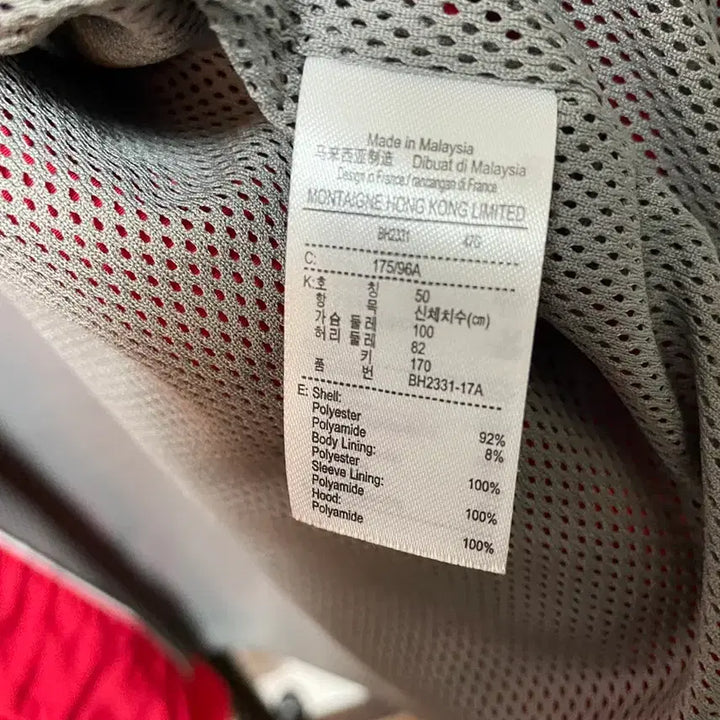 Made in Malaysia
马来西亚制造 Dibuat di Malaysia
Design in France / rancangan di France
MONTAIGNE HONG KONG LIMITED
BH2331 47G
C: 175/96A
K: 호 칭 50
항 목 신체치수(cm)
가슴 둘레 100
허리 둘레 82
키 170
품 번 BH2331-17A
E: Shell:
Polyester 92%
Polyamide 8%
Body Lining:
Polyester 100%
Sleeve Lining:
Polyamide 100%
Hood:
Polyamide 100%